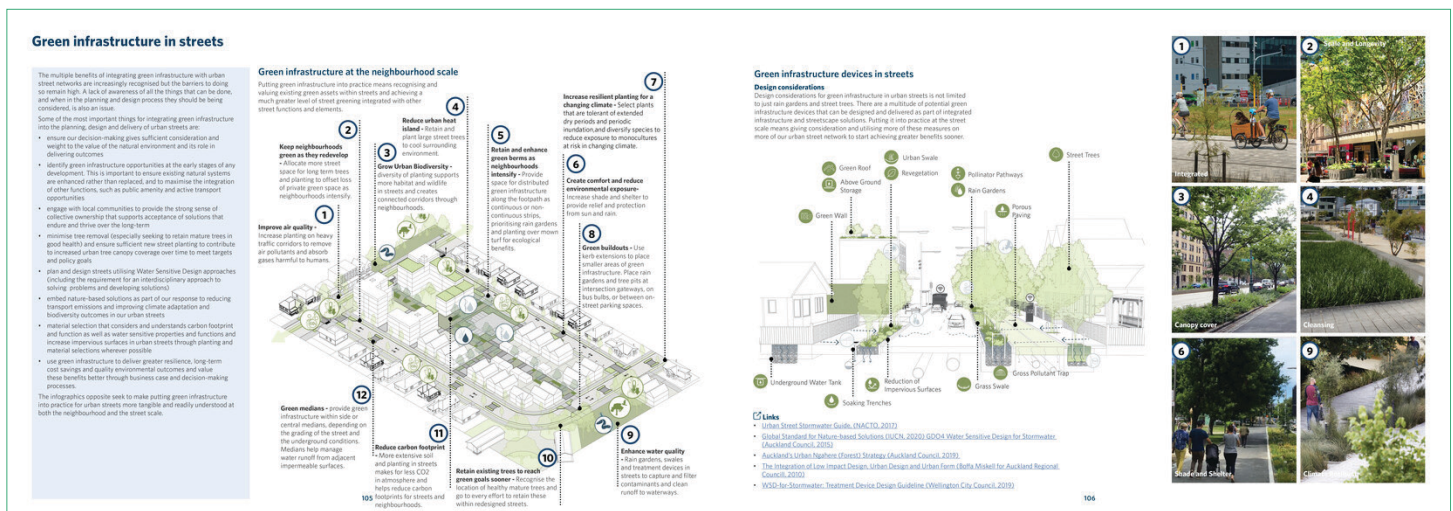 Green infrastructure in streets
The multiple benefits of integrating green infrastructure with urban
street networks are increasingly recognised but the barriers to doing
so remain high. A lack of awareness of all the things that can be done,
and when in the planning and design process they should be being
considered, is also an issue.
Some of the most important things for integrating green infrastructure
into the planning, design and delivery of urban streets are:
• ensure our decision-making gives sufficient consideration and
weight to the value of the natural environment and its role in
delivering outcomes
• identify green infrastructure opportunities at the early stages of any
development. This is important to ensure existing natural systems
are enhanced rather than replaced, and to maximise the integration
of other functions, such as public amenity and active transport
opportunities
• engage with local communities to provide the strong sense of
collective ownership that supports acceptance of solutions that
endure and thrive over the long-term
• minimise tree removal (especially seeking to retain mature trees in
good health) and ensure sufficient new street planting to contribute
to increased urban tree canopy coverage over time to meet targets
and policy goals
• plan and design streets utilising Water Sensitive Design approaches
(including the requirement for an interdisciplinary approach to
solving problems and developing solutions)
• embed nature-based solutions as part of our response to reducing
transport emissions and improving climate adaptation and
biodiversity outcomes in our urban streets
• material selection that considers and understands carbon footprint
and function as well as water sensitive properties and functions and
increase impervious surfaces in urban streets through planting and
material selections wherever possible
• use green infrastructure to deliver greater resilience, long-term
cost savings and quality environmental outcomes and value
these benefits better through business case and decision-making
processes.
The infographics opposite seek to make putting green infrastructure
into practice for urban streets more tangible and readily understood at
both the neighbourhood and the street scale.
Green infrastructure at the neighbourhood scale
Putting green infrastructure into practice means recognising and
valuing existing green assets within streets and achieving a
much greater level of street greening integrated with other
street functions and elements.
1
Improve air quality -
Increase planting on heavy
traffic corridors to remove
air pollutants and absorb
gases harmful to humans.
2
Keep neighbourhoods
green as they redevelop
- Allocate more street
space for long term trees
and planting to offset loss
of private green space as
neighbourhoods intensify.
3
Grow Urban Biodiversity -
diversity of planting supports
more habitat and wildlife
in streets and creates
connected corridors through
neighbourhoods.
4
Reduce urban heat
island - Retain and
plant large street trees
to cool surrounding
environment.
5
Retain and enhance
green berms as
neighbourhoods
intensify - Provide
space for distributed
green infrastructure
along the footpath as
continuous or non-
continuous strips,
prioritising rain gardens
and planting over mown
turf for ecological
benefits.
6
Create comfort and reduce
environmental exposure-
Increase shade and shelter to
provide relief and protection
from sun and rain.
7
Increase resilient planting for a
changing climate - Select plants
that are tolerant of extended
dry periods and periodic
inundation,and diversify species to
reduce exposure to monocultures
at risk in changing climate.
8
Green buildouts - Use
kerb extensions to place
smaller areas of green
infrastructure. Place rain
gardens and tree pits at
intersection gateways, on
bus bulbs, or between on-
street parking spaces.
9
Enhance water quality
- Rain gardens, swales
and treatment devices in
streets to capture and filter
contaminants and clean
runoff to waterways.
10
Retain existing trees to reach
green goals sooner - Recognise the
location of healthy mature trees and
go to every effort to retain these
within redesigned streets.
11
Reduce carbon footprint
- More extensive soil
and planting in streets
makes for less CO2
in atmosphere and
helps reduce carbon
footprints for streets and
neighbourhoods.
12
Green medians - provide green
infrastructure within side or
central medians, depending on
the grading of the street and
the underground conditions.
Medians help manage
water runoff from adjacent
impermeable surfaces.
105
Green infrastructure devices in streets
Design considerations
Design considerations for green infrastructure in urban streets is not limited
to just rain gardens and street trees. There are a multitude of potential green
infrastructure devices that can be designed and delivered as part of integrated
infrastructure and streetscape solutions. Putting it into practice at the street
scale means giving consideration and utilising more of these measures on
more of our urban street network to start achieving greater benefits sooner.
Green Roof
Urban Swale
Street Trees
Above Ground
Storage
Revegetation
Pollinator Pathways
Rain Gardens
Green Wall
Porous
Paving
Underground Water Tank
Soaking Trenches
Reduction of
Impervious Surfaces
Grass Swale
Gross Pollutant Trap
Links
• Urban Street Stormwater Guide, (NACTO, 2017)
• Global Standard for Nature-based Solutions (IUCN, 2020) GDO4 Water Sensitive Design for Stormwater
(Auckland Council, 2015)
• Auckland's Urban Ngahere (Forest) Strategy (Auckland Council, 2019)
• The Integration of Low Impact Design, Urban Design and Urban Form (Boffa Miskell for Auckland Regional
Council, 2010)
• WSD-for-Stormwater: Treatment Device Design Guideline (Wellington City Council, 2019)
106
1
Integrated
2
Scale and Longevity
3
Canopy cover
4
Cleansing
6
Shade and Shelter
9